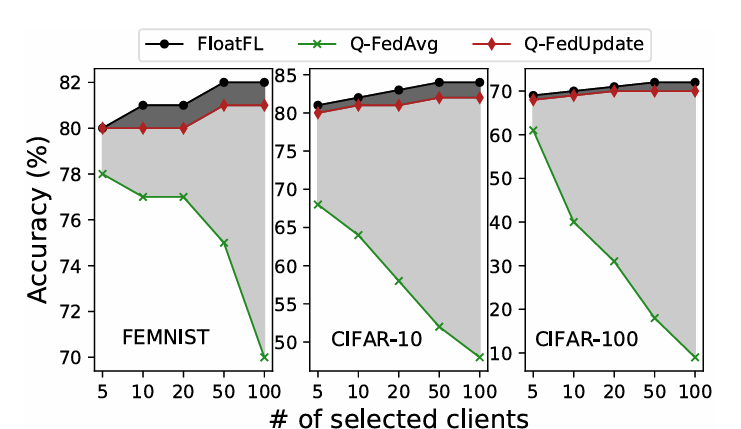 FloatFL Q-FedAvg Q-FedUpdate
Accuracy (%)
82
80
78
76
74
72
70
5 10 20 50 100
FEMNIST
85
80
75
70
65
60
55
50
5 10 20 50 100
CIFAR-10
70
60
50
40
30
20
10
5 10 20 50 100
CIFAR-100
# of selected clients